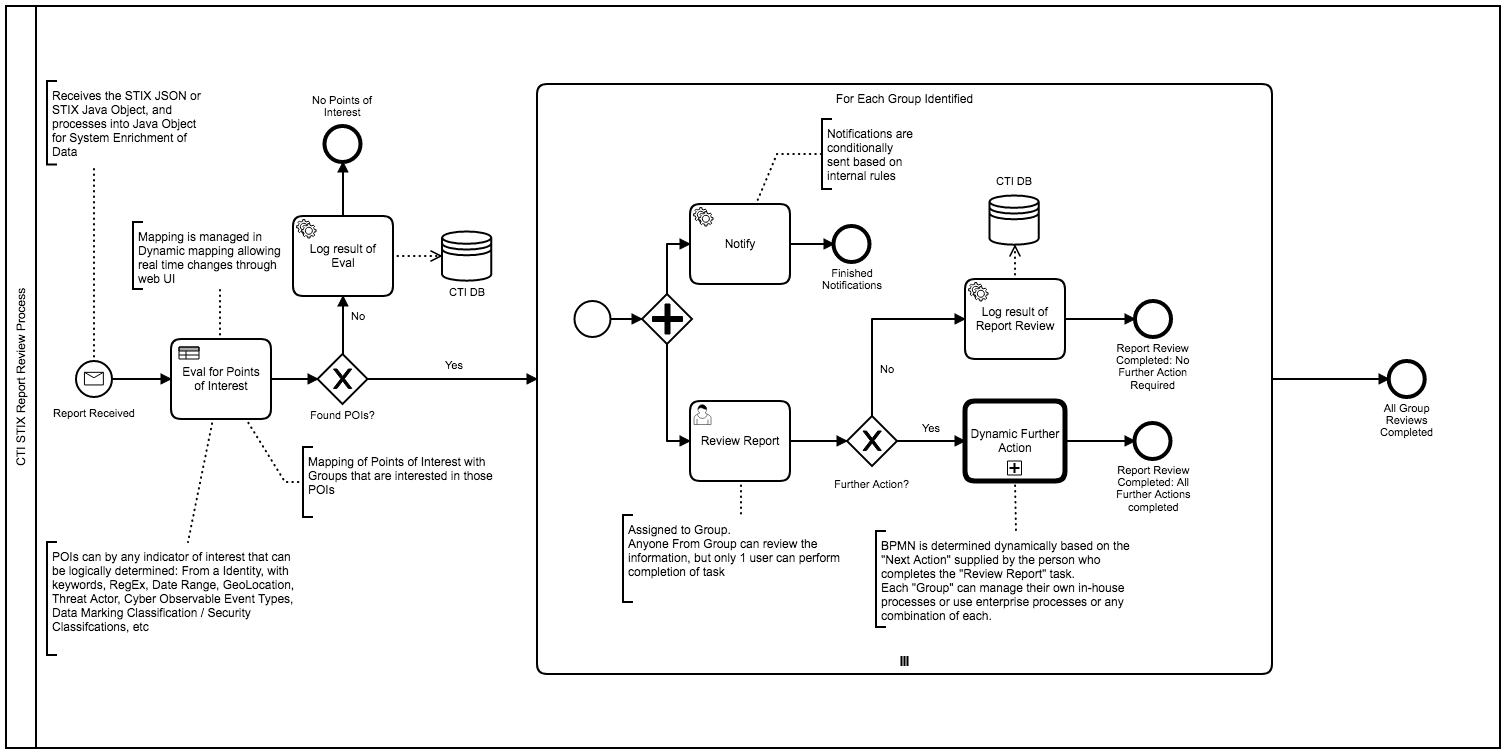 CTI STIX Report Review Process
Receives the STIX JSON or
STIX Java Object, and
processes into Java Object
for System Enrichment of
Data
Report Received
Mapping is managed in
Dynamic mapping allowing
real time changes through
web UI
Eval for Points
of Interest
POIs can by any indicator of interest that can
be logically determined: From a Identity, with
keywords, RegEx, Date Range, GeoLocation,
Threat Actor, Cyber Observable Event Types,
Data Marking Classification / Security
Classifcations, etc
Mapping of Points of Interest with
Groups that are interested in those
POIs
Found POIs?
No
Log result of
Eval
CTI DB
No Points of
Interest
Yes
For Each Group Identified
Notifications are
conditionally
sent based on
internal rules
Notify
Finished
Notifications
Review Report
Assigned to Group.
Anyone From Group can review the
information, but only 1 user can perform
completion of task
Further Action?
No
CTI DB
Log result of
Report Review
Report Review
Completed: No
Further Action
Required
Yes
Dynamic Further
Action
Report Review
Completed: All
Further Actions
completed
BPMN is determined dynamically based on the
"Next Action" supplied by the person who
completes the "Review Report" task.
Each "Group" can manage their own in-house
processes or use enterprise processes or any
combination of each.
All Group
Reviews
Completed